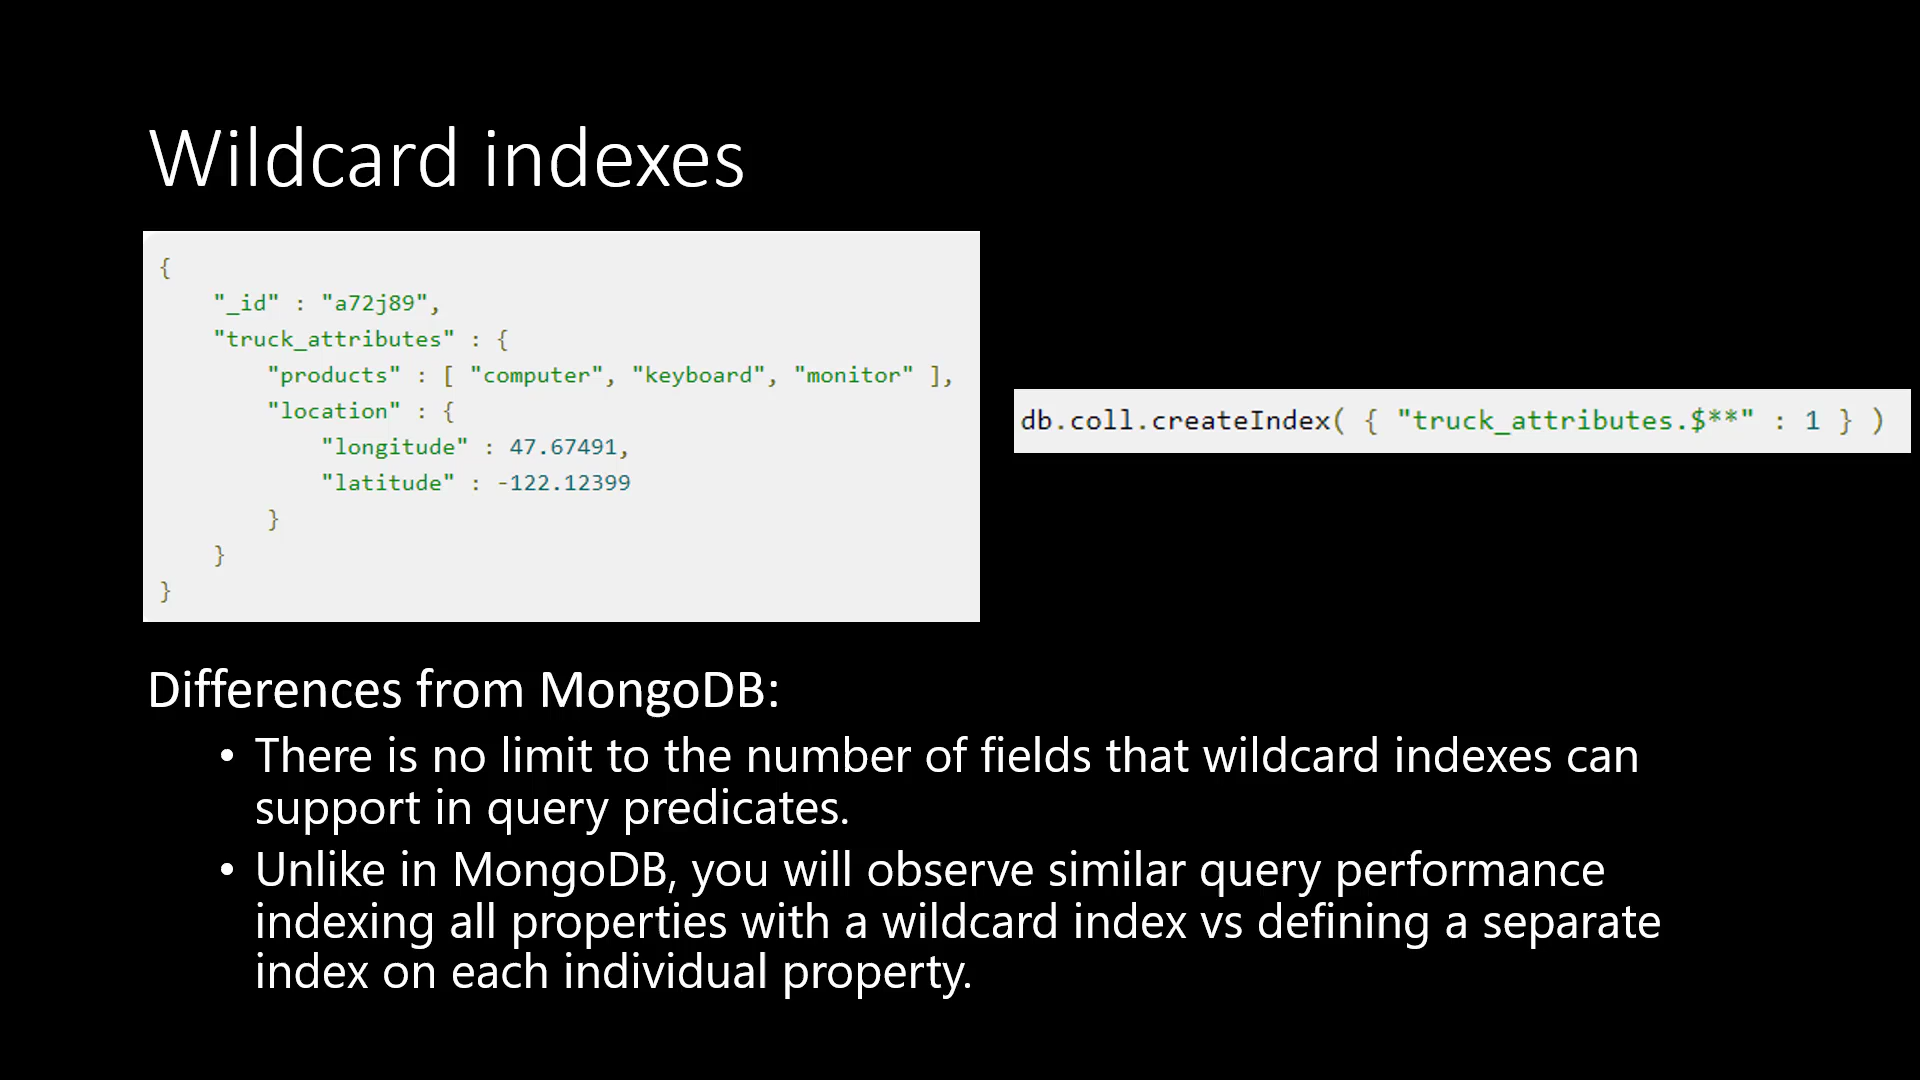 Wildcard indexes
{
"_id" : "a72j89",
"truck_attributes" : {
"products" : [ "computer", "keyboard", "monitor" ],
"location" : {
"longitude" : 47.67491,
"latitude" : -122.12399
}
}
}
db.coll.createIndex( { "truck_attributes.$**" : 1 } )
Differences from MongoDB:
• There is no limit to the number of fields that wildcard indexes can
support in query predicates.
• Unlike in MongoDB, you will observe similar query performance
indexing all properties with a wildcard index vs defining a separate
index on each individual property.